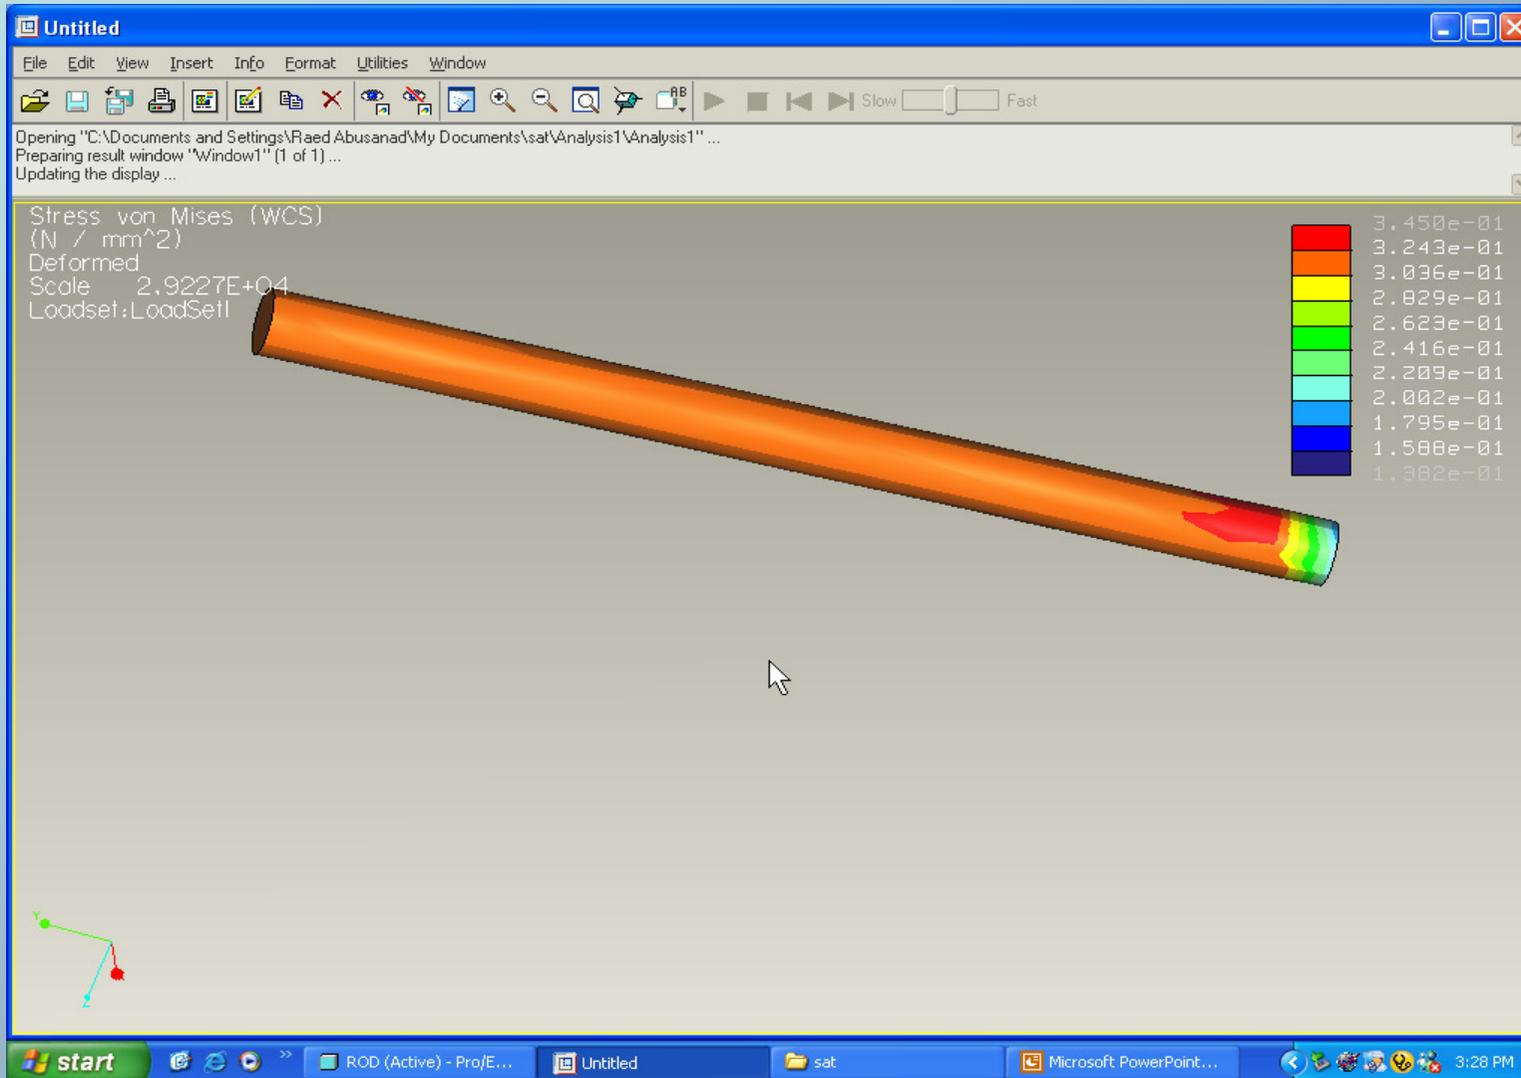 Untitled
File Edit View Insert Info Format Utilities Window
AB
Slow Fast
Opening "C:\Documents and Settings\Raed Abusanad\My Documents\sat\Analysis1\Analysis1" ...
Preparing result window "Window1" (1 of 1) ...
Updating the display ...
Stress von Mises (WCS)
(N / mm^2)
Deformed
Scale 2.9227E+04
Loadset:LoadSet1
3.450e-01
3.243e-01
3.036e-01
2.829e-01
2.623e-01
2.416e-01
2.209e-01
2.002e-01
1.795e-01
1.588e-01
1.382e-01
Y
Z
start
ROD (Active) - Pro/E...
Untitled
sat
Microsoft PowerPoint...
3:28 PM